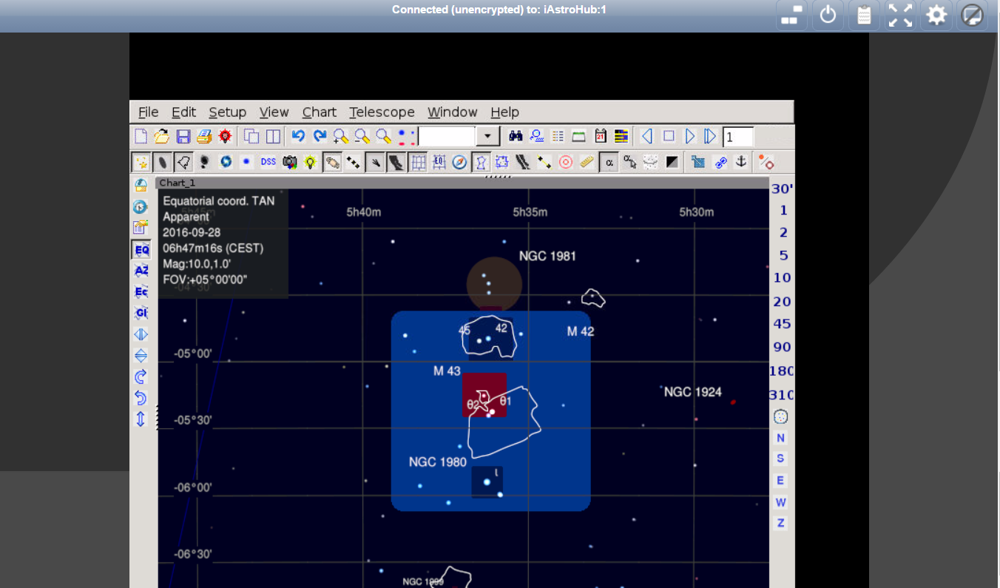 Connected (unencrypted) to: iAstroHub:1
File Edit Setup View Chart Telescope Window Help
21 1
DSS EQ α α
Chart_1
Equatorial coord. TAN
Apparent
2016-09-28
06h47m16s (CEST)
Mag:10.0,1.0'
FOV:+05°00'00"
5h45m 5h40m 5h35m 5h30m
-04°30'
-05°00'
-05°30'
-06°00'
-06°30'
NGC 1981
45 42 M 42
M 43
θ2 θ1
NGC 1924
NGC 1980
ι
NGC 1999
EQ
AZ
Ec
Gl
30'
1
2
5
10
20
45
90
180
310
N
S
E
W
Z